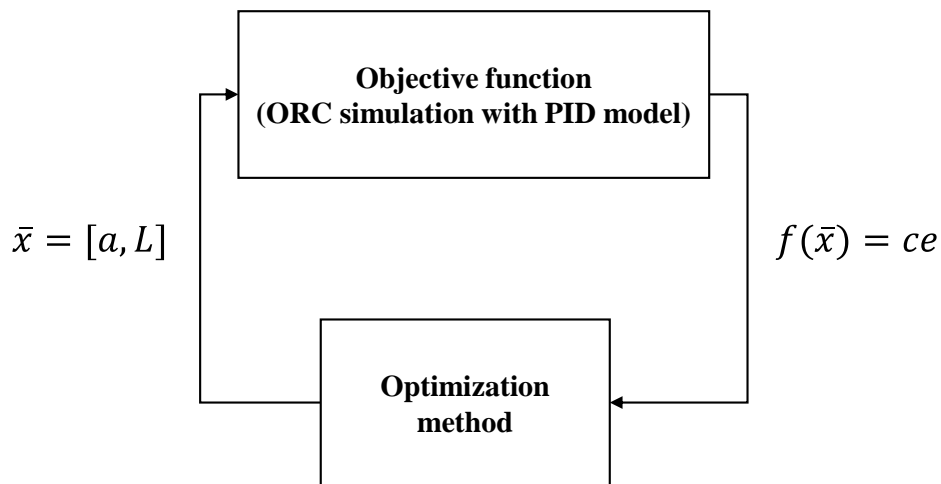 Objective function
(ORC simulation with PID model)
x̄ = [a, L]
f(x̄) = ce
Optimization
method